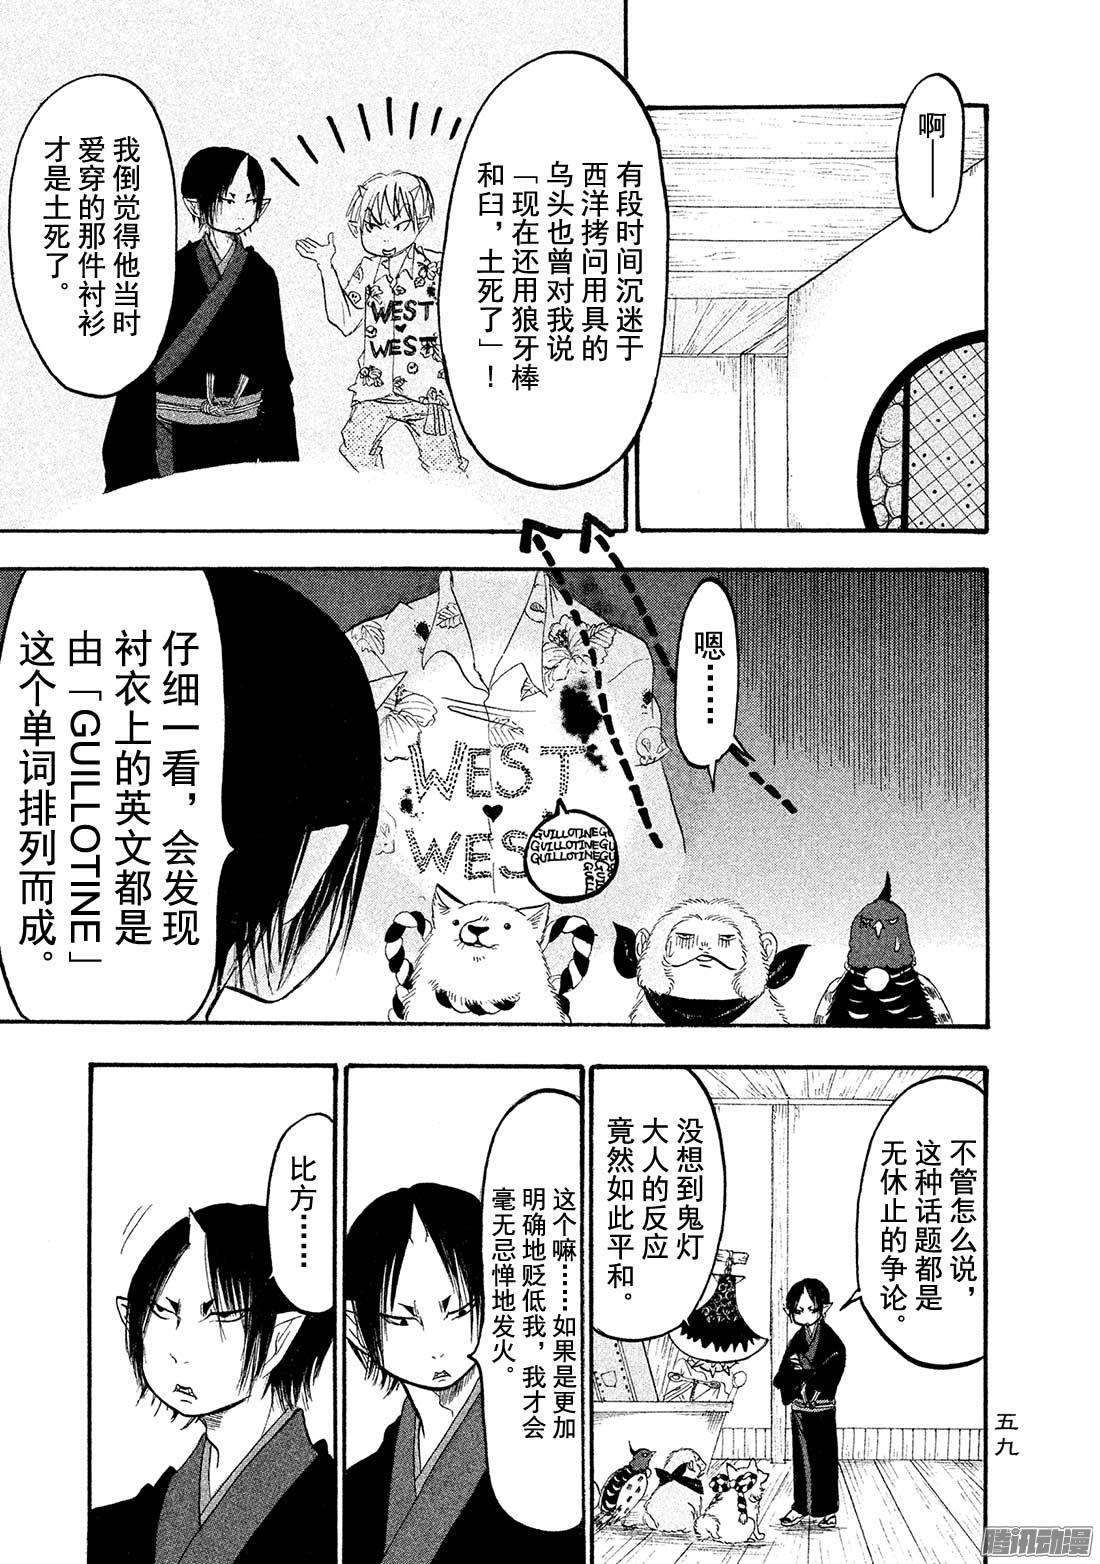 啊——
有段时间沉迷于
西洋拷问用具的
乌头也曾对我说
「现在还用狼牙棒
和臼，土死了」！
WEST
♥
WEST
我倒觉得他当时
爱穿的那件衬衫
才是土死了。
嗯……
WEST
♥
WES
GUILLOTINE
GUILLOTINE
GUILLOTINE
仔细一看，会发现
衬衣上的英文都是
由「GUILLOTINE」
这个单词排列而成。
不管怎么说，
这种话题都是
无休止的争论。
没想到鬼灯
大人的反应
竟然如此平和。
这个嘛……如果是更加
明确地贬低我，我才会
毫无忌惮地发火。
比方……
五九
腾讯动漫